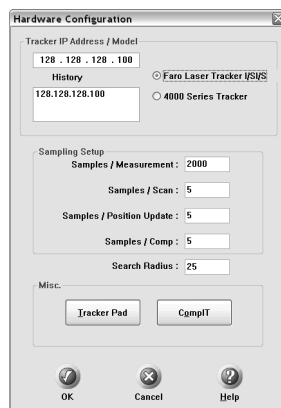 Hardware Configuration
Tracker IP Address / Model
128 . 128 . 128 . 100
History
128.128.128.100
Faro Laser Tracker I/SI/S
4000 Series Tracker
Sampling Setup
Samples / Measurement : 2000
Samples / Scan : 5
Samples / Position Update : 5
Samples / Comp : 5
Search Radius : 25
Misc.
Tracker Pad
CompIT
OK
Cancel
Help